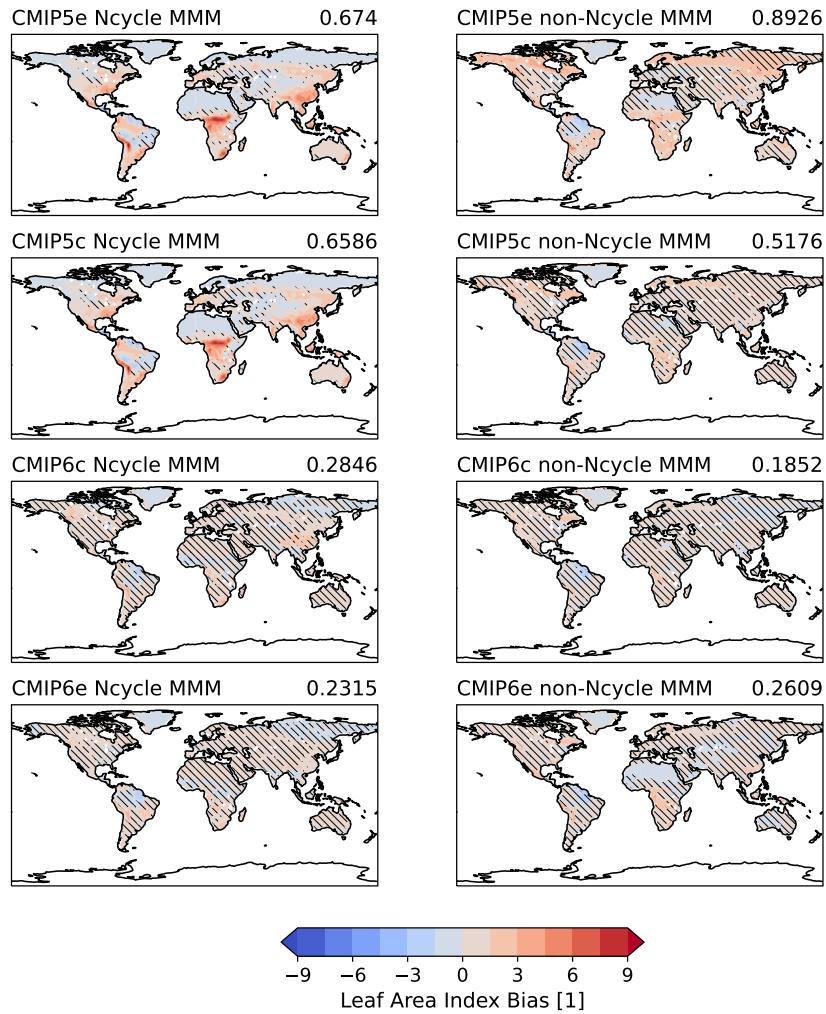 CMIP5e Ncycle MMM 0.674
CMIP5e non-Ncycle MMM 0.8926
CMIP5c Ncycle MMM 0.6586
CMIP5c non-Ncycle MMM 0.5176
CMIP6c Ncycle MMM 0.2846
CMIP6c non-Ncycle MMM 0.1852
CMIP6e Ncycle MMM 0.2315
CMIP6e non-Ncycle MMM 0.2609
−9 −6 −3 0 3 6 9
Leaf Area Index Bias [1]